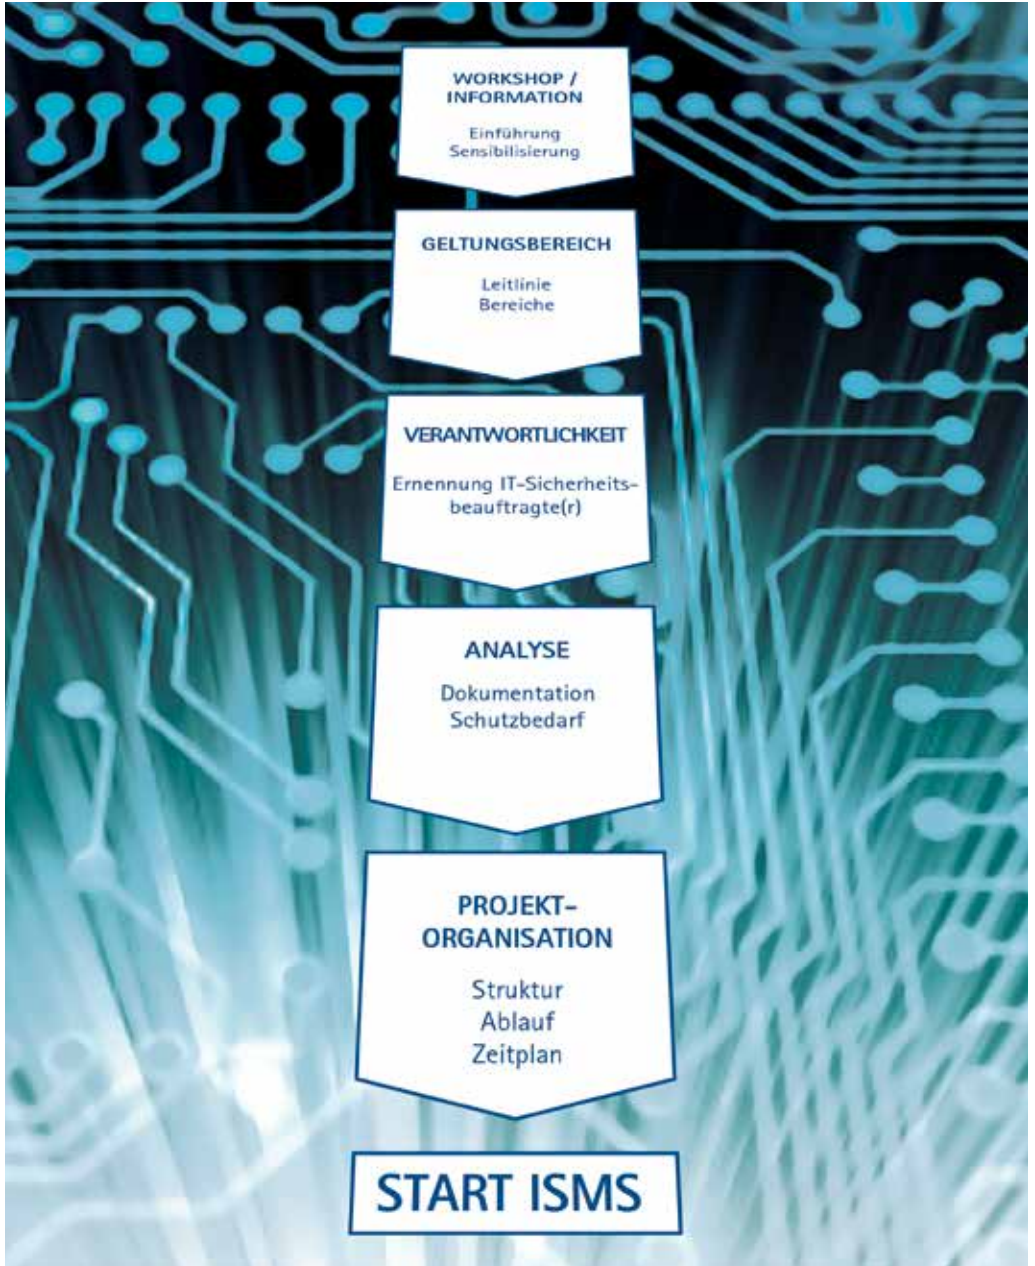 WORKSHOP /
INFORMATION
Einführung
Sensibilisierung
GELTUNGSBEREICH
Leitlinie
Bereiche
VERANTWORTLICHKEIT
Ernennung IT-Sicherheits-
beauftragte(r)
ANALYSE
Dokumentation
Schutzbedarf
PROJEKT-
ORGANISATION
Struktur
Ablauf
Zeitplan
START ISMS